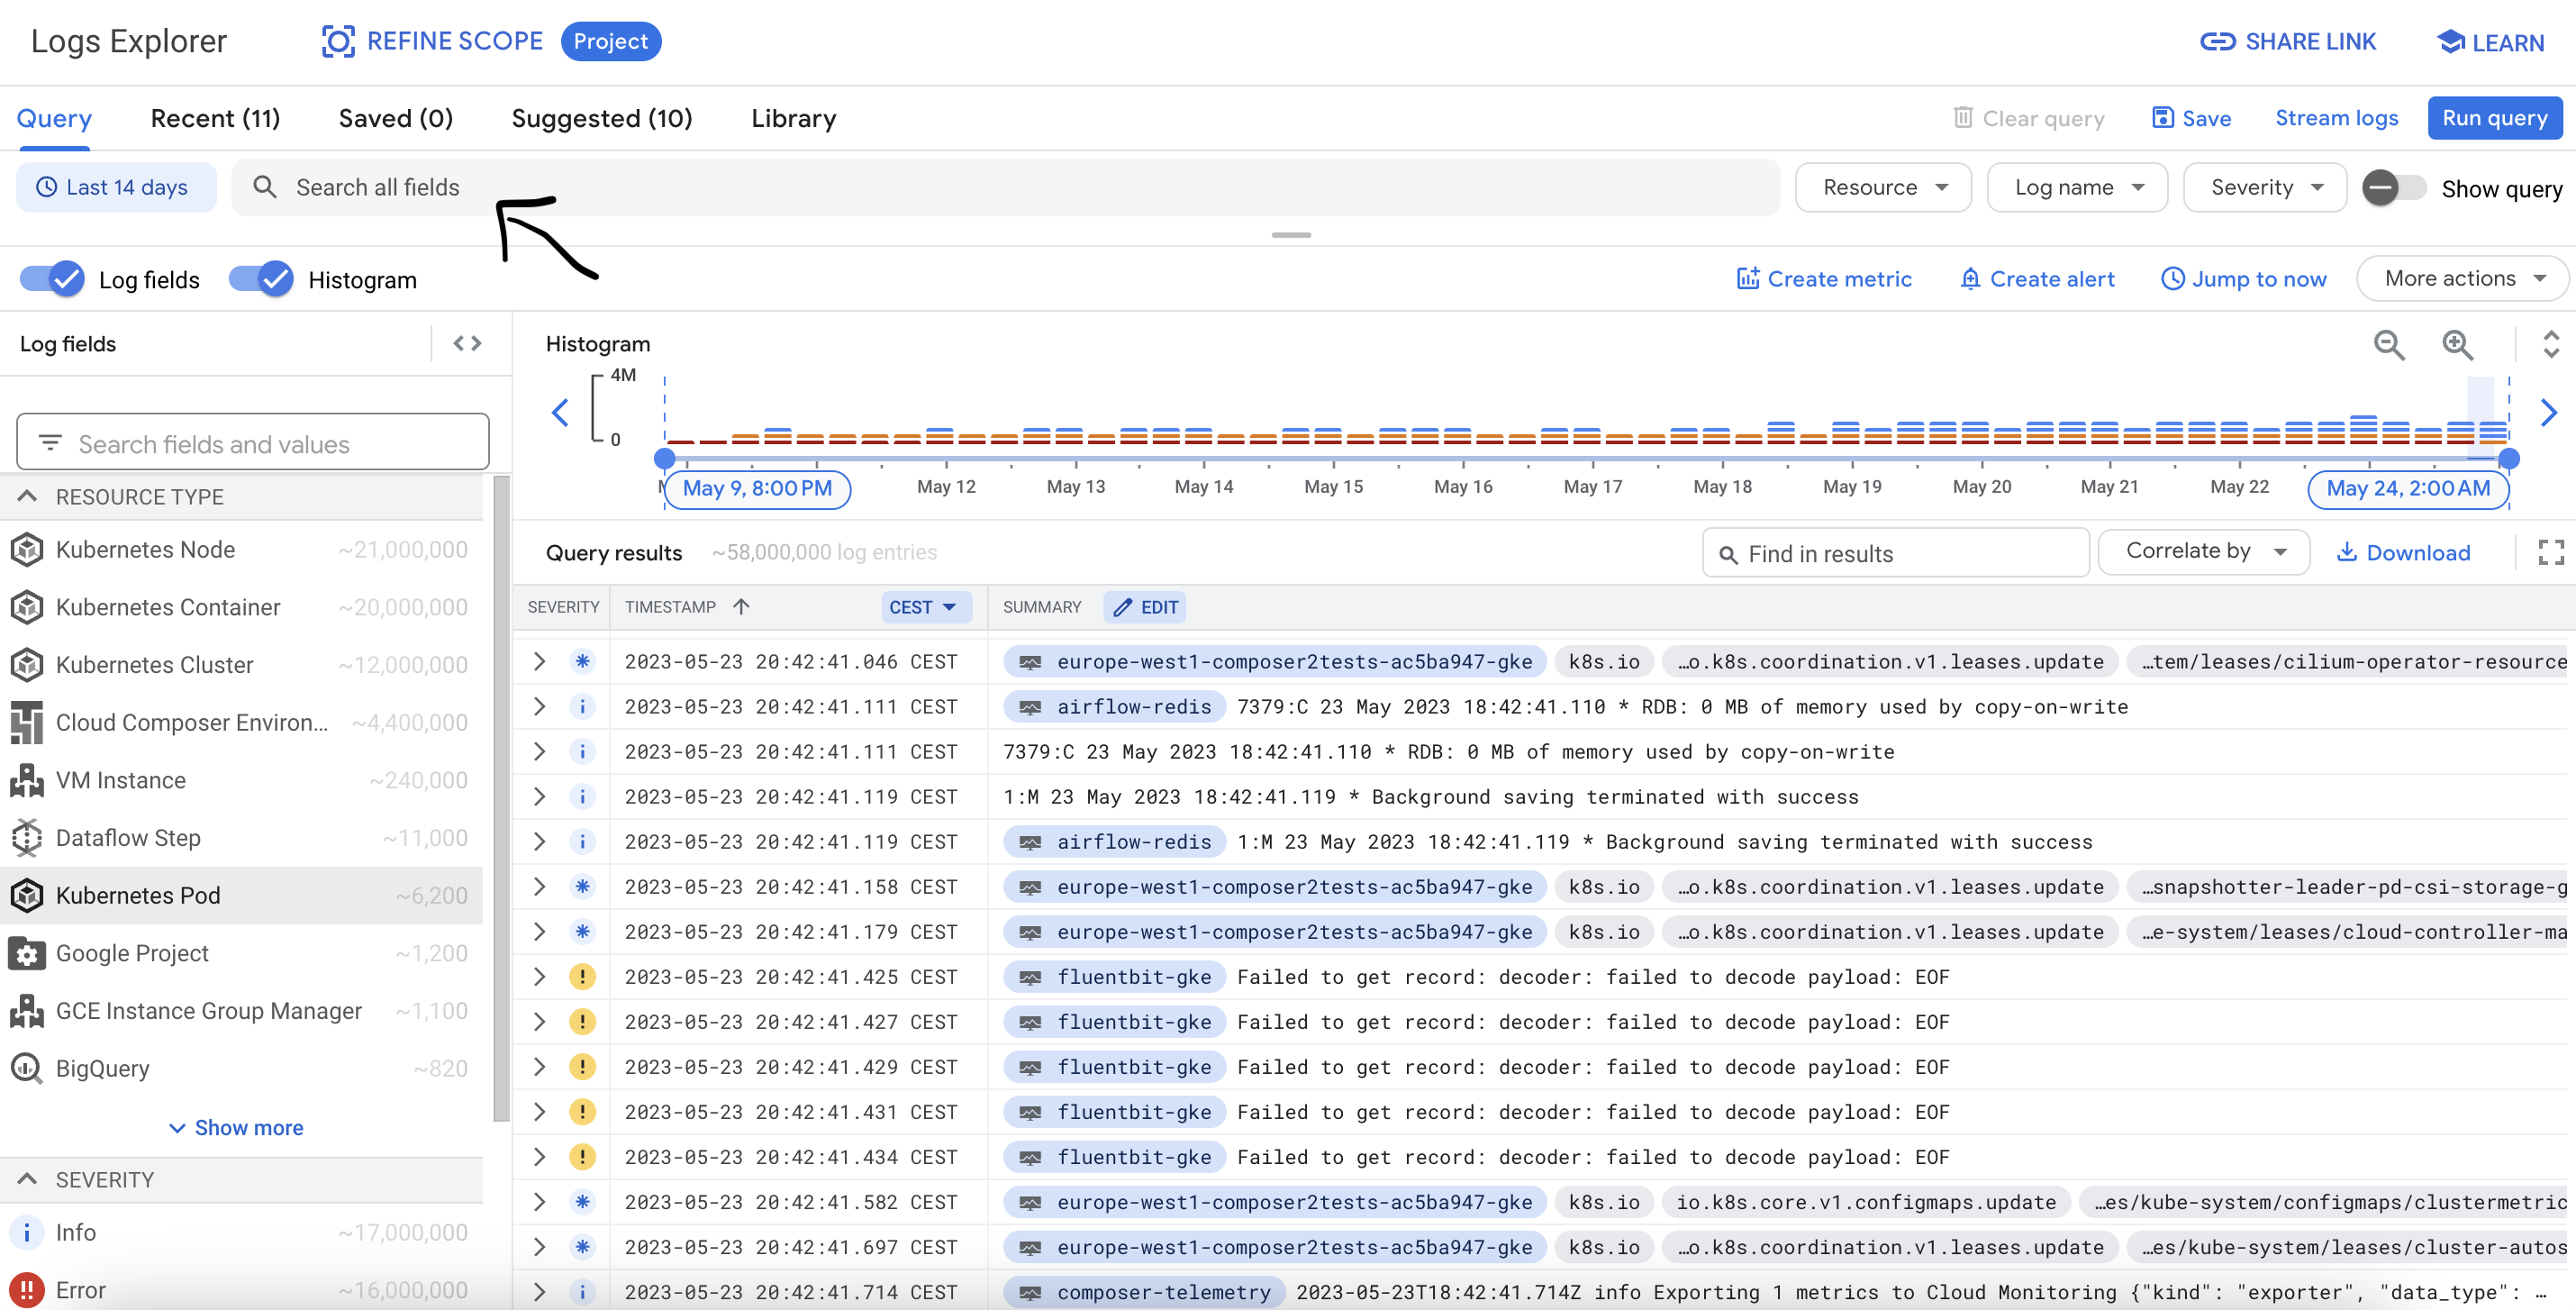 Logs Explorer REFINE SCOPE Project SHARE LINK LEARN
Query Recent (11) Saved (0) Suggested (10) Library Clear query Save Stream logs Run query
Last 14 days Search all fields Resource Log name Severity Show query
Log fields Histogram Create metric Create alert Jump to now More actions
Log fields <> Histogram
4M
0
Search fields and values
May 9, 8:00 PM May 12 May 13 May 14 May 15 May 16 May 17 May 18 May 19 May 20 May 21 May 22 May 24, 2:00 AM
RESOURCE TYPE
Query results ~58,000,000 log entries Find in results Correlate by Download
Kubernetes Node ~21,000,000
Kubernetes Container ~20,000,000
Kubernetes Cluster ~12,000,000
Cloud Composer Environ... ~4,400,000
VM Instance ~240,000
Dataflow Step ~11,000
Kubernetes Pod ~6,200
Google Project ~1,200
GCE Instance Group Manager ~1,100
BigQuery ~820
Show more
SEVERITY
Info ~17,000,000
Error ~16,000,000
SEVERITY TIMESTAMP CEST SUMMARY EDIT
2023-05-23 20:42:41.046 CEST europe-west1-composer2tests-ac5ba947-gke k8s.io …o.k8s.coordination.v1.leases.update …tem/leases/cilium-operator-resource
2023-05-23 20:42:41.111 CEST airflow-redis 7379:C 23 May 2023 18:42:41.110 * RDB: 0 MB of memory used by copy-on-write
2023-05-23 20:42:41.111 CEST 7379:C 23 May 2023 18:42:41.110 * RDB: 0 MB of memory used by copy-on-write
2023-05-23 20:42:41.119 CEST 1:M 23 May 2023 18:42:41.119 * Background saving terminated with success
2023-05-23 20:42:41.119 CEST airflow-redis 1:M 23 May 2023 18:42:41.119 * Background saving terminated with success
2023-05-23 20:42:41.158 CEST europe-west1-composer2tests-ac5ba947-gke k8s.io …o.k8s.coordination.v1.leases.update …snapshotter-leader-pd-csi-storage-g
2023-05-23 20:42:41.179 CEST europe-west1-composer2tests-ac5ba947-gke k8s.io …o.k8s.coordination.v1.leases.update …e-system/leases/cloud-controller-ma
2023-05-23 20:42:41.425 CEST fluentbit-gke Failed to get record: decoder: failed to decode payload: EOF
2023-05-23 20:42:41.427 CEST fluentbit-gke Failed to get record: decoder: failed to decode payload: EOF
2023-05-23 20:42:41.429 CEST fluentbit-gke Failed to get record: decoder: failed to decode payload: EOF
2023-05-23 20:42:41.431 CEST fluentbit-gke Failed to get record: decoder: failed to decode payload: EOF
2023-05-23 20:42:41.434 CEST fluentbit-gke Failed to get record: decoder: failed to decode payload: EOF
2023-05-23 20:42:41.582 CEST europe-west1-composer2tests-ac5ba947-gke k8s.io io.k8s.core.v1.configmaps.update …es/kube-system/configmaps/clustermetric
2023-05-23 20:42:41.697 CEST europe-west1-composer2tests-ac5ba947-gke k8s.io …o.k8s.coordination.v1.leases.update …es/kube-system/leases/cluster-autos
2023-05-23 20:42:41.714 CEST composer-telemetry 2023-05-23T18:42:41.714Z info Exporting 1 metrics to Cloud Monitoring {"kind": "exporter", "data_type": …